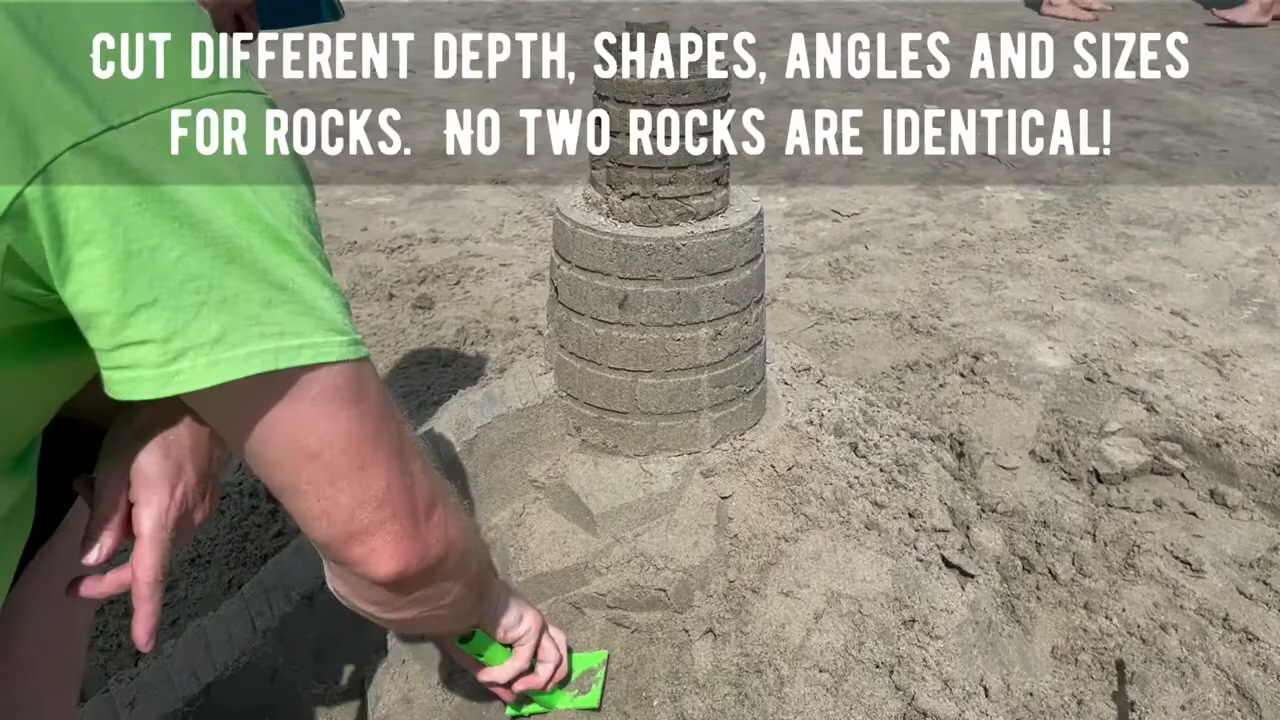 Cut different depth, shapes, angles and sizes
for rocks. No two rocks are identical!